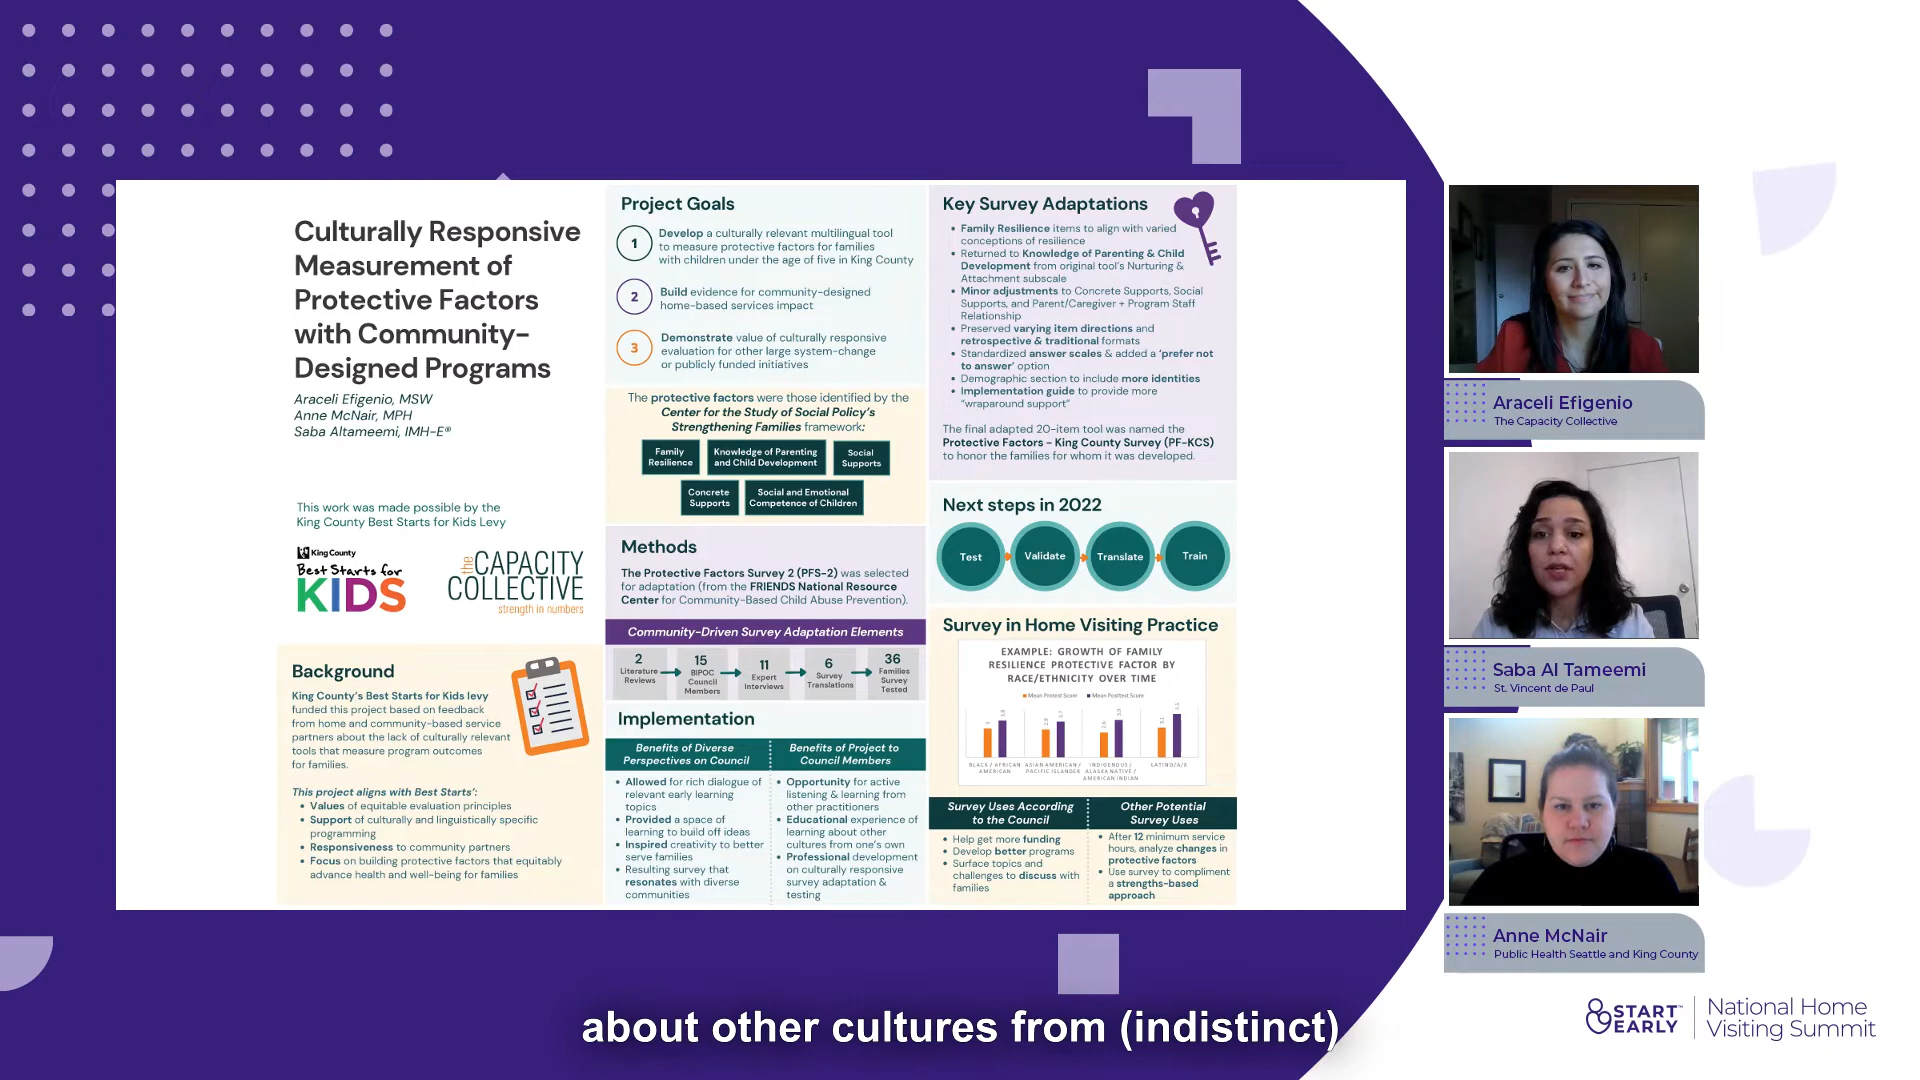 Culturally Responsive
Measurement of
Protective Factors
with Community-
Designed Programs
Araceli Efigenio, MSW
Anne McNair, MPH
Saba Altameemi, IMH-E®
This work was made possible by the
King County Best Starts for Kids Levy
King County
Best Starts for
KIDS
the CAPACITY
COLLECTIVE
strength in numbers
Background
King County's Best Starts for Kids levy
funded this project based on feedback
from home and community-based service
partners about the lack of culturally relevant
tools that measure program outcomes
for families.
This project aligns with Best Starts':
• Values of equitable evaluation principles
• Support of culturally and linguistically specific
programming
• Responsiveness to community partners
• Focus on building protective factors that equitably
advance health and well-being for families
Project Goals
1
Develop a culturally relevant multilingual tool
to measure protective factors for families
with children under the age of five in King County
2
Build evidence for community-designed
home-based services impact
3
Demonstrate value of culturally responsive
evaluation for other large system-change
or publicly funded initiatives
The protective factors were those identified by the
Center for the Study of Social Policy's
Strengthening Families framework:
Family
Resilience
Knowledge of Parenting
and Child Development
Social
Supports
Concrete
Supports
Social and Emotional
Competence of Children
Methods
The Protective Factors Survey 2 (PFS-2) was selected
for adaptation (from the FRIENDS National Resource
Center for Community-Based Child Abuse Prevention).
Community-Driven Survey Adaptation Elements
2
Literature
Reviews
15
BIPOC
Council
Members
11
Expert
Interviews
6
Survey
Translations
36
Families
Survey
Tested
Implementation
Benefits of Diverse
Perspectives on Council
• Allowed for rich dialogue of
relevant early learning
topics
• Provided a space of
learning to build off ideas
• Inspired creativity to better
serve families
• Resulting survey that
resonates with diverse
communities
Benefits of Project to
Council Members
• Opportunity for active
listening & learning from
other practitioners
• Educational experience of
learning about other
cultures from one's own
• Professional development
on culturally responsive
survey adaptation &
testing
Key Survey Adaptations
• Family Resilience items to align with varied
conceptions of resilience
• Returned to Knowledge of Parenting & Child
Development from original tool's Nurturing &
Attachment subscale
• Minor adjustments to Concrete Supports, Social
Supports, and Parent/Caregiver + Program Staff
Relationship
• Preserved varying item directions and
retrospective & traditional formats
• Standardized answer scales & added a 'prefer not
to answer' option
• Demographic section to include more identities
• Implementation guide to provide more
"wraparound support"
The final adapted 20-item tool was named the
Protective Factors - King County Survey (PF-KCS)
to honor the families for whom it was developed.
Next steps in 2022
Test
Validate
Translate
Train
Survey in Home Visiting Practice
EXAMPLE: GROWTH OF FAMILY
RESILIENCE PROTECTIVE FACTOR BY
RACE/ETHNICITY OVER TIME
Mean Pretest Score
Mean Posttest Score
BLACK / AFRICAN
AMERICAN
ASIAN AMERICAN /
PACIFIC ISLANDER
INDIGENOUS /
ALASKA NATIVE /
AMERICAN INDIAN
LATINO/A/X
Survey Uses According
to the Council
• Help get more funding
• Develop better programs
• Surface topics and
challenges to discuss with
families
Other Potential
Survey Uses
• After 12 minimum service
hours, analyze changes in
protective factors
• Use survey to compliment
a strengths-based
approach
Araceli Efigenio
The Capacity Collective
Saba Al Tameemi
St. Vincent de Paul
Anne McNair
Public Health Seattle and King County
START
EARLY
National Home
Visiting Summit
about other cultures from (indistinct)